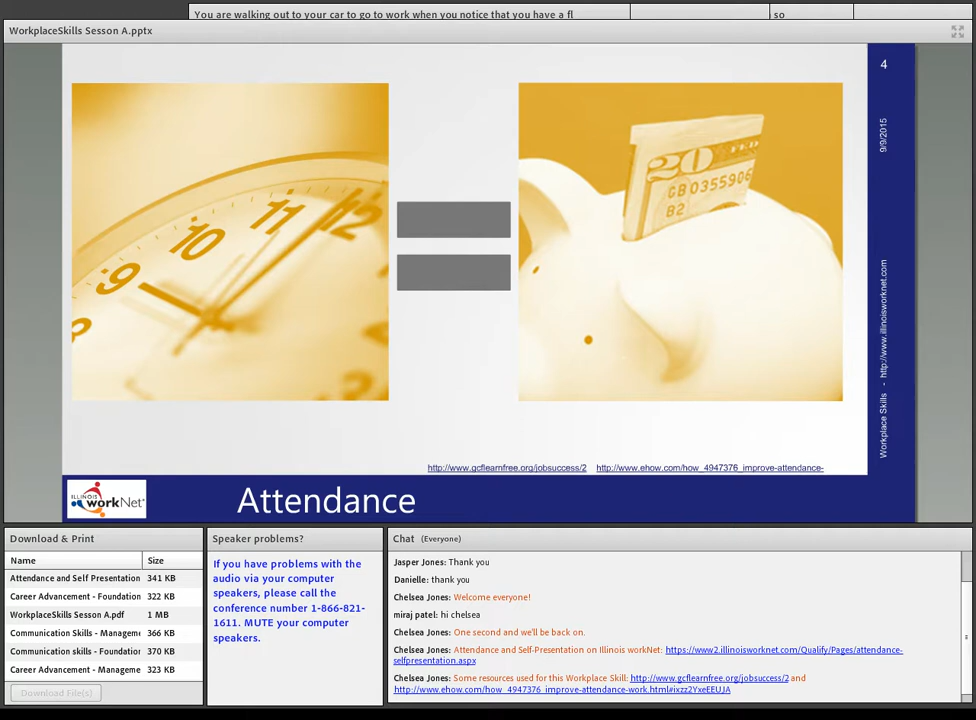 You are walking out to your car to go to work when you notice that you have a fl
so
WorkplaceSkills Sesson A.pptx
4
9/9/2015
Workplace Skills - http://www.illinoisworknet.com
9
10
11
12
20 FED
GB0355906
B2
http://www.gcflearnfree.org/jobsuccess/2 http://www.ehow.com/how_4947376_improve-attendance-
ILLINOIS
workNet
Attendance
Download & Print
Name Size
Attendance and Self Presentation 341 KB
Career Advancement - Foundation 322 KB
WorkplaceSkills Sesson A.pdf 1 MB
Communication Skills - Manageme 366 KB
Communication skills - Foundatior 370 KB
Career Advancement - Manageme 323 KB
Download File(s)
Speaker problems?
If you have problems with the
audio via your computer
speakers, please call the
conference number 1-866-821-
1611. MUTE your computer
speakers.
Chat (Everyone)
Jasper Jones: Thank you
Danielle: thank you
Chelsea Jones: Welcome everyone!
miraj patel: hi chelsea
Chelsea Jones: One second and we'll be back on.
Chelsea Jones: Attendance and Self-Presentation on Illinois workNet: https://www2.illinoisworknet.com/Qualify/Pages/attendance-
selfpresentation.aspx
Chelsea Jones: Some resources used for this Workplace Skill: http://www.gcflearnfree.org/jobsuccess/2 and
http://www.ehow.com/how_4947376_improve-attendance-work.html#ixzz2YxeEEUJA